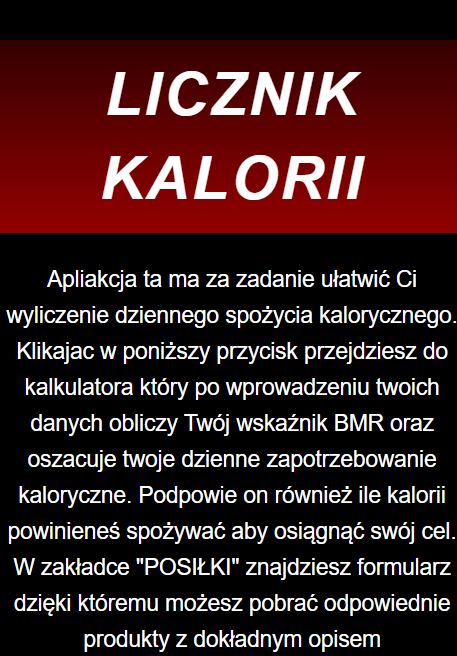 LICZNIK
KALORII
Apliakcja ta ma za zadanie ułatwić Ci
wyliczenie dziennego spożycia kalorycznego.
Klikajac w poniższy przycisk przejdziesz do
kalkulatora który po wprowadzeniu twoich
danych obliczy Twój wskaźnik BMR oraz
oszacuje twoje dzienne zapotrzebowanie
kaloryczne. Podpowie on również ile kalorii
powinieneś spożywać aby osiągnąć swój cel.
W zakładce "POSIŁKI" znajdziesz formularz
dzięki któremu możesz pobrać odpowiednie
produkty z dokładnym opisem